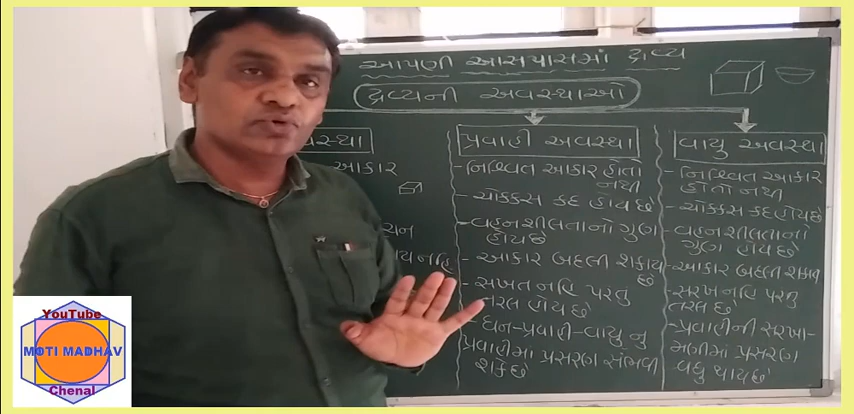 આપણી આસપાસમાં દ્રવ્ય
દ્રવ્યની અવસ્થાઓ
પ્રવાહી અવસ્થા
- નિશ્ચિત આકાર હોતો
નથી
- ચોક્કસ કદ હોય છે
- વહનશીલતાનો ગુણ
હોય છે
- આકાર બદલી શકાય
છે
- સખત નહિ પરંતુ
તરલ હોય છે
- ઘન-પ્રવાહી-વાયુ નુ
પ્રવાહીમાં પ્રસરણ સંભવી
શકે છે
વાયુ અવસ્થા
- નિશ્ચિત આકાર
હોતો નથી
- ચોક્કસ કદ હોય છે
- વહનશીલતાનો
ગુણ હોય છે
- આકાર બદલી શકાય
- સખત નહિ પરંતુ
તરલ છે
- પ્રવાહીની સરખા-
મણીમાં પ્રસરણ
વધુ થાય છે
આકાર
YouTube
MOTI MADHAV
Chenal